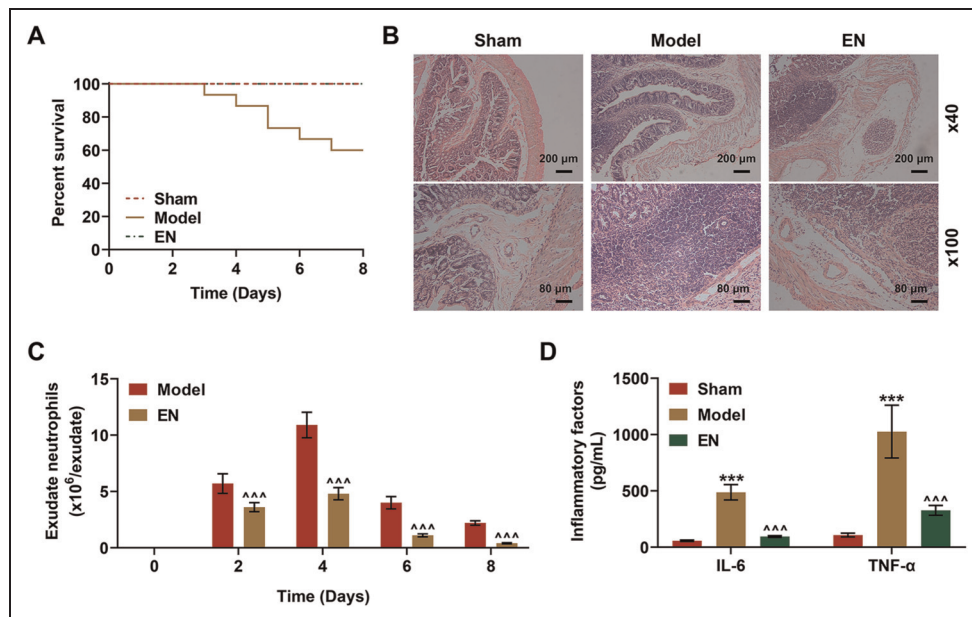 A
Percent survival
100
80
60
40
20
0
Sham
Model
EN
0 2 4 6 8
Time (Days)
B
Sham Model EN
200 μm 200 μm 200 μm
x40
80 μm 80 μm 80 μm
x100
C
Exudate neutrophils
(x10⁶/exudate)
15
10
5
0
Model
EN
^^^ ^^^ ^^^ ^^^
0 2 4 6 8
Time (Days)
D
Inflammatory factors
(pg/mL)
1500
1000
500
0
Sham
Model
EN
*** ^^^ *** ^^^
IL-6 TNF-α